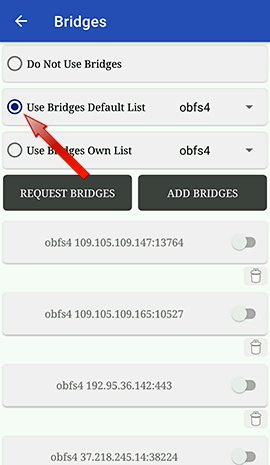 Bridges
Do Not Use Bridges
Use Bridges Default List obfs4
Use Bridges Own List obfs4
REQUEST BRIDGES ADD BRIDGES
obfs4 109.105.109.147:13764
obfs4 109.105.109.165:10527
obfs4 192.95.36.142:443
obfs4 37.218.245.14:38224